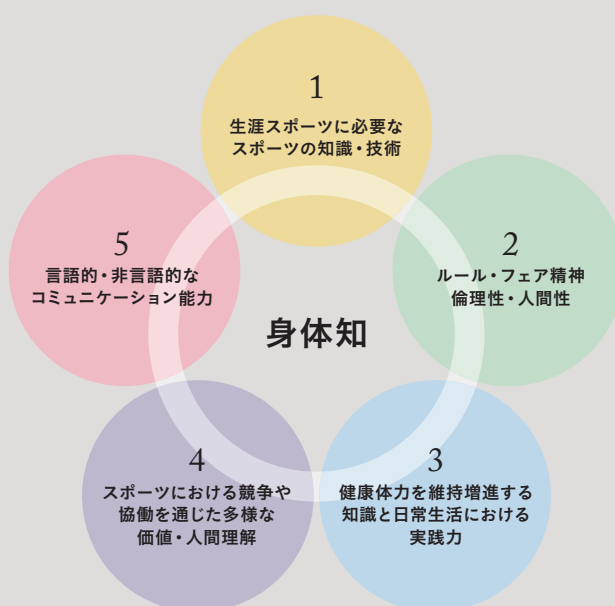 1
生涯スポーツに必要な
スポーツの知識・技術
2
ルール・フェア精神
倫理性・人間性
5
言語的・非言語的な
コミュニケーション能力
身体知
4
スポーツにおける競争や
協働を通じた多様な
価値・人間理解
3
健康体力を維持増進する
知識と日常生活における
実践力